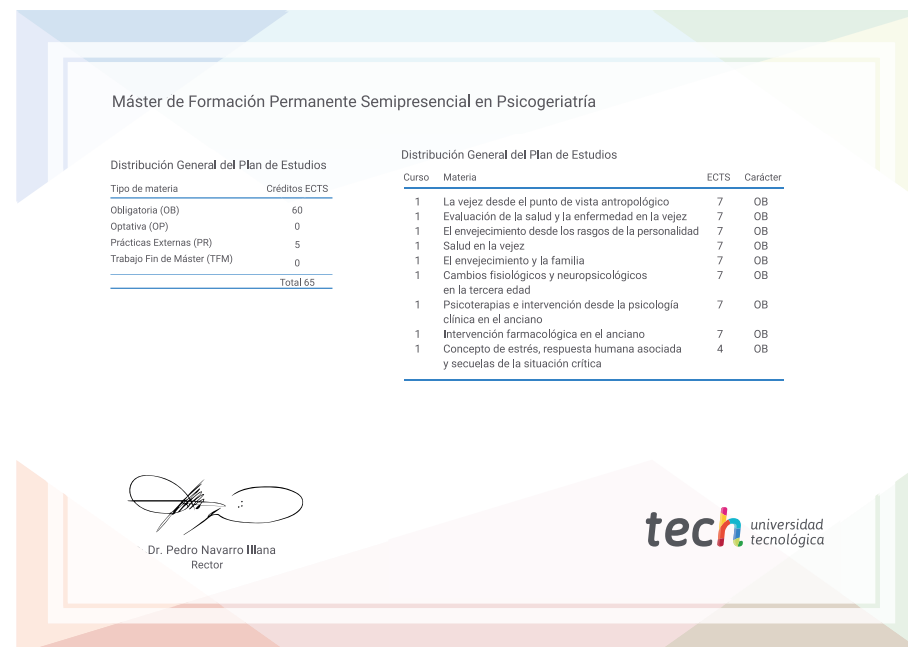 Máster de Formación Permanente Semipresencial en Psicogeriatría
Distribución General del Plan de Estudios
Tipo de materia Créditos ECTS
Obligatoria (OB) 60
Optativa (OP) 0
Prácticas Externas (PR) 5
Trabajo Fin de Máster (TFM) 0
Total 65
Distribución General del Plan de Estudios
Curso Materia ECTS Carácter
1 La vejez desde el punto de vista antropológico 7 OB
1 Evaluación de la salud y la enfermedad en la vejez 7 OB
1 El envejecimiento desde los rasgos de la personalidad 7 OB
1 Salud en la vejez 7 OB
1 El envejecimiento y la familia 7 OB
1 Cambios fisiológicos y neuropsicológicos 7 OB
en la tercera edad
1 Psicoterapias e intervención desde la psicología 7 OB
clínica en el anciano
1 Intervención farmacológica en el anciano 7 OB
1 Concepto de estrés, respuesta humana asociada 4 OB
y secuelas de la situación crítica
Dr. Pedro Navarro Illana
Rector
tech universidad
tecnológica